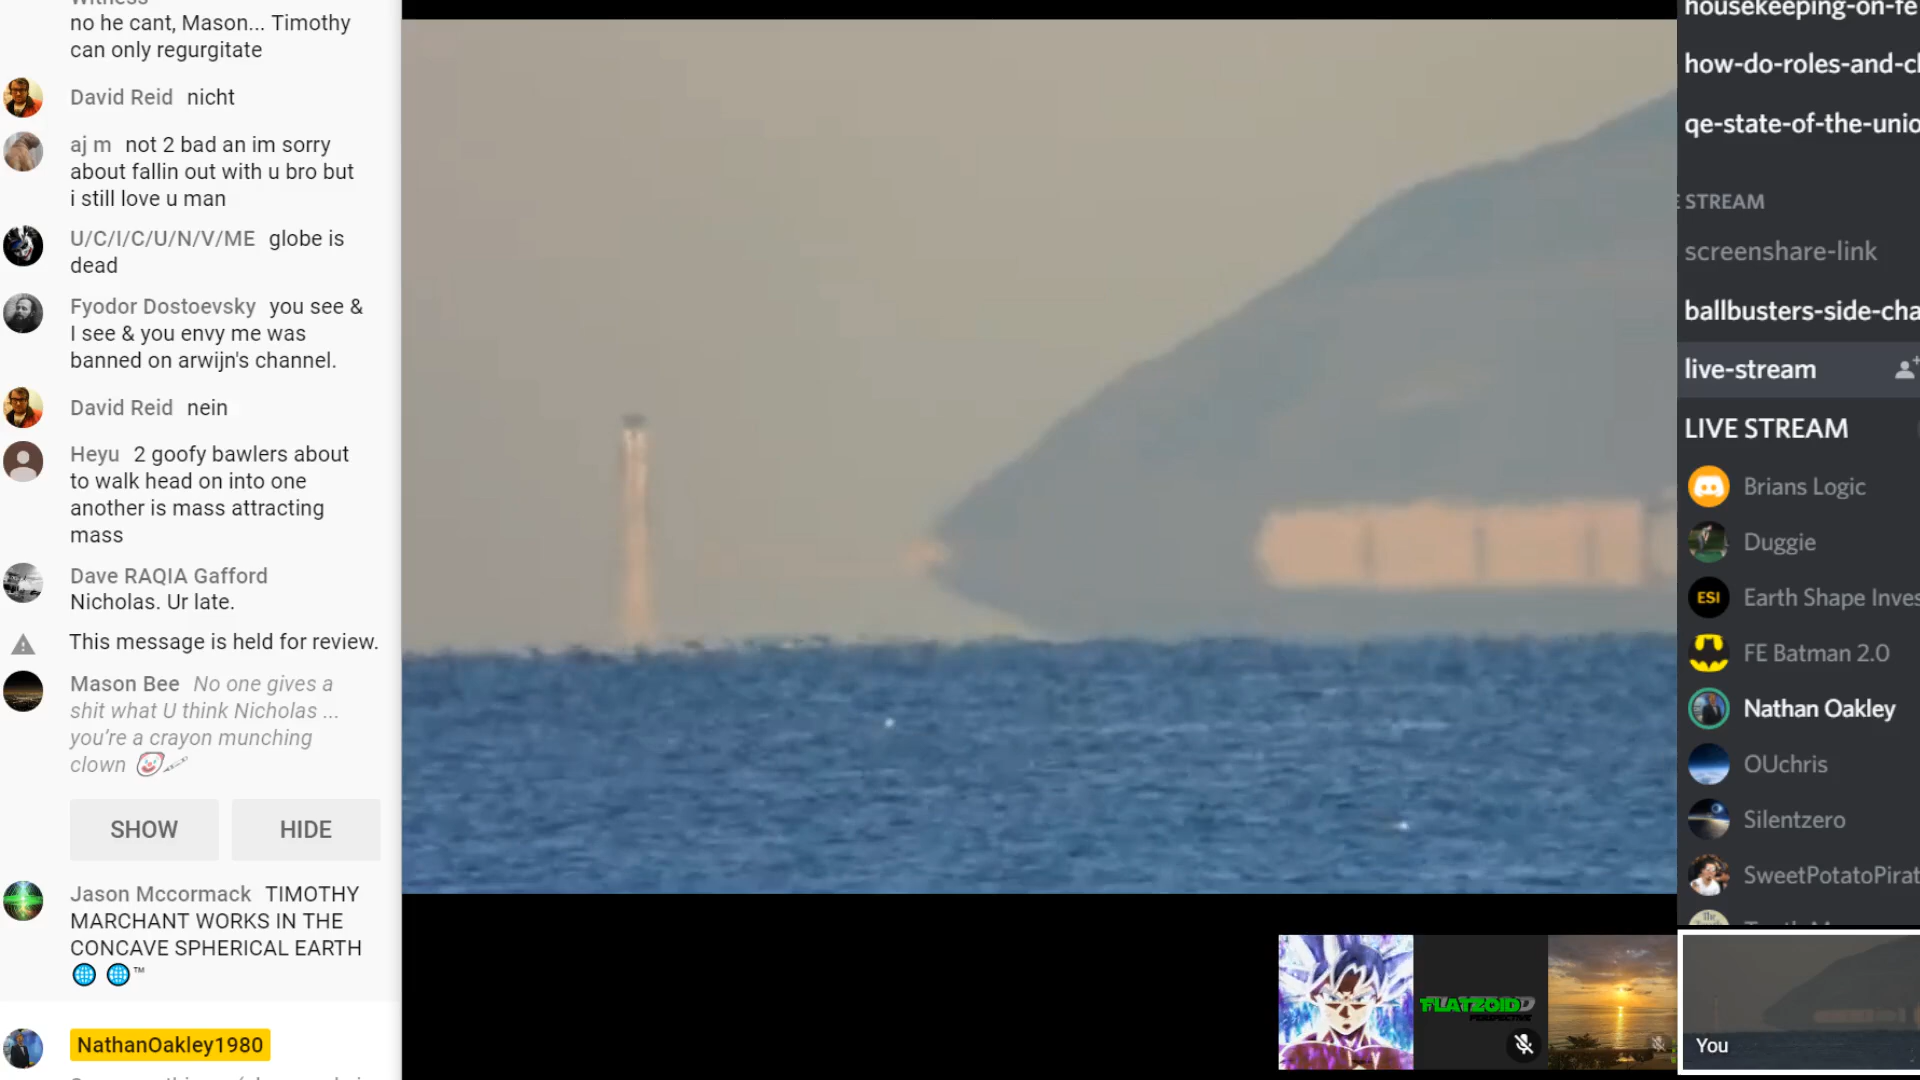 Witness
no he cant, Mason... Timothy
can only regurgitate
David Reid nicht
aj m not 2 bad an im sorry
about fallin out with u bro but
i still love u man
U/C/I/C/U/N/V/ME globe is
dead
Fyodor Dostoevsky you see &
I see & you envy me was
banned on arwijn's channel.
David Reid nein
Heyu 2 goofy bawlers about
to walk head on into one
another is mass attracting
mass
Dave RAQIA Gafford
Nicholas. Ur late.
This message is held for review.
Mason Bee No one gives a
shit what U think Nicholas ...
you’re a crayon munching
clown 🤡🖍️
SHOW HIDE
Jason Mccormack TIMOTHY
MARCHANT WORKS IN THE
CONCAVE SPHERICAL EARTH
🌐 🌐™
NathanOakley1980
housekeeping-on-fe
how-do-roles-and-cl
qe-state-of-the-unio
E STREAM
screenshare-link
ballbusters-side-cha
live-stream
LIVE STREAM
Brians Logic
Duggie
ESI Earth Shape Inves
FE Batman 2.0
Nathan Oakley
OUchris
Silentzero
SweetPotatoPirat
FLATZOID
PERSPECTIVE
You